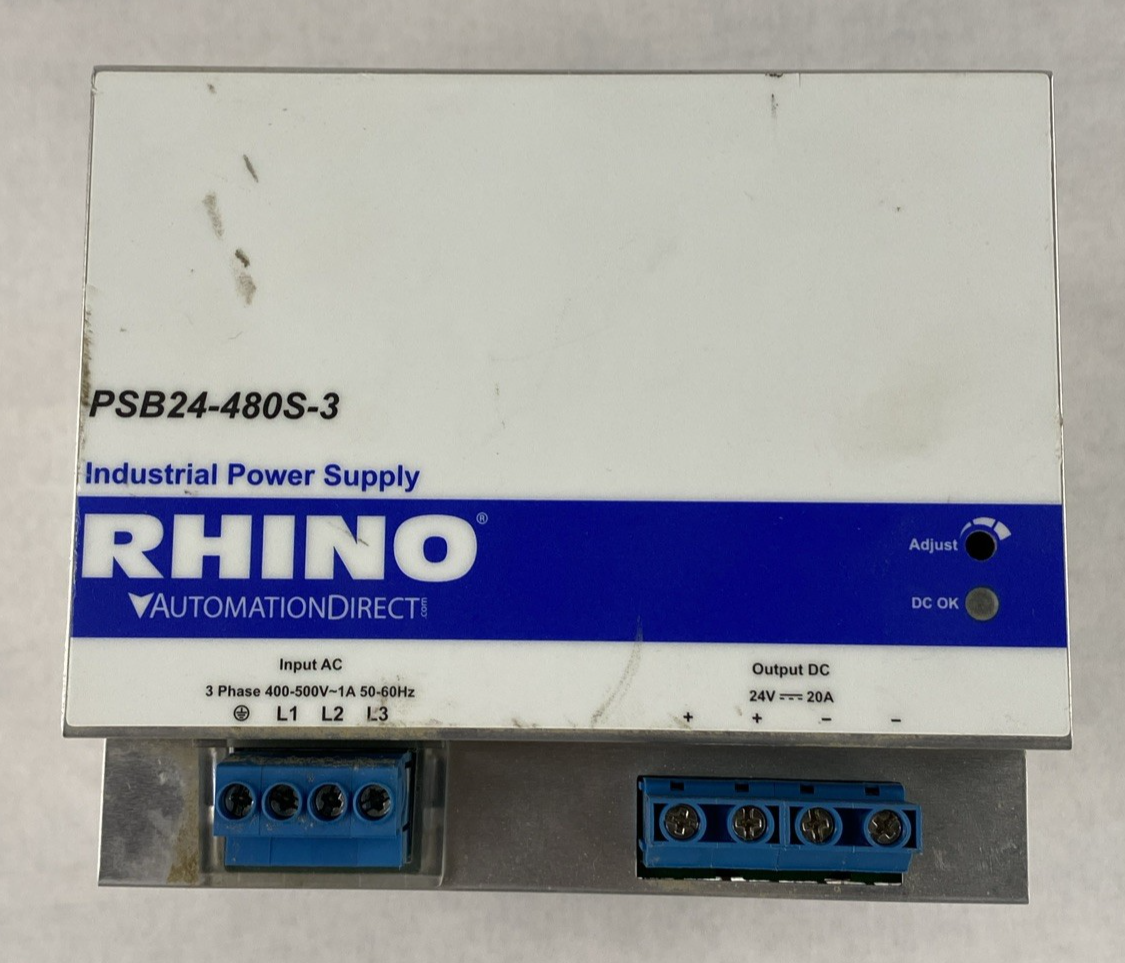 PSB24-480S-3
Industrial Power Supply
RHINO®
AUTOMATIONDIRECT.com
Adjust
DC OK
Input AC
3 Phase 400-500V~1A 50-60Hz
L1 L2 L3
Output DC
24V⎓20A
+ + − −